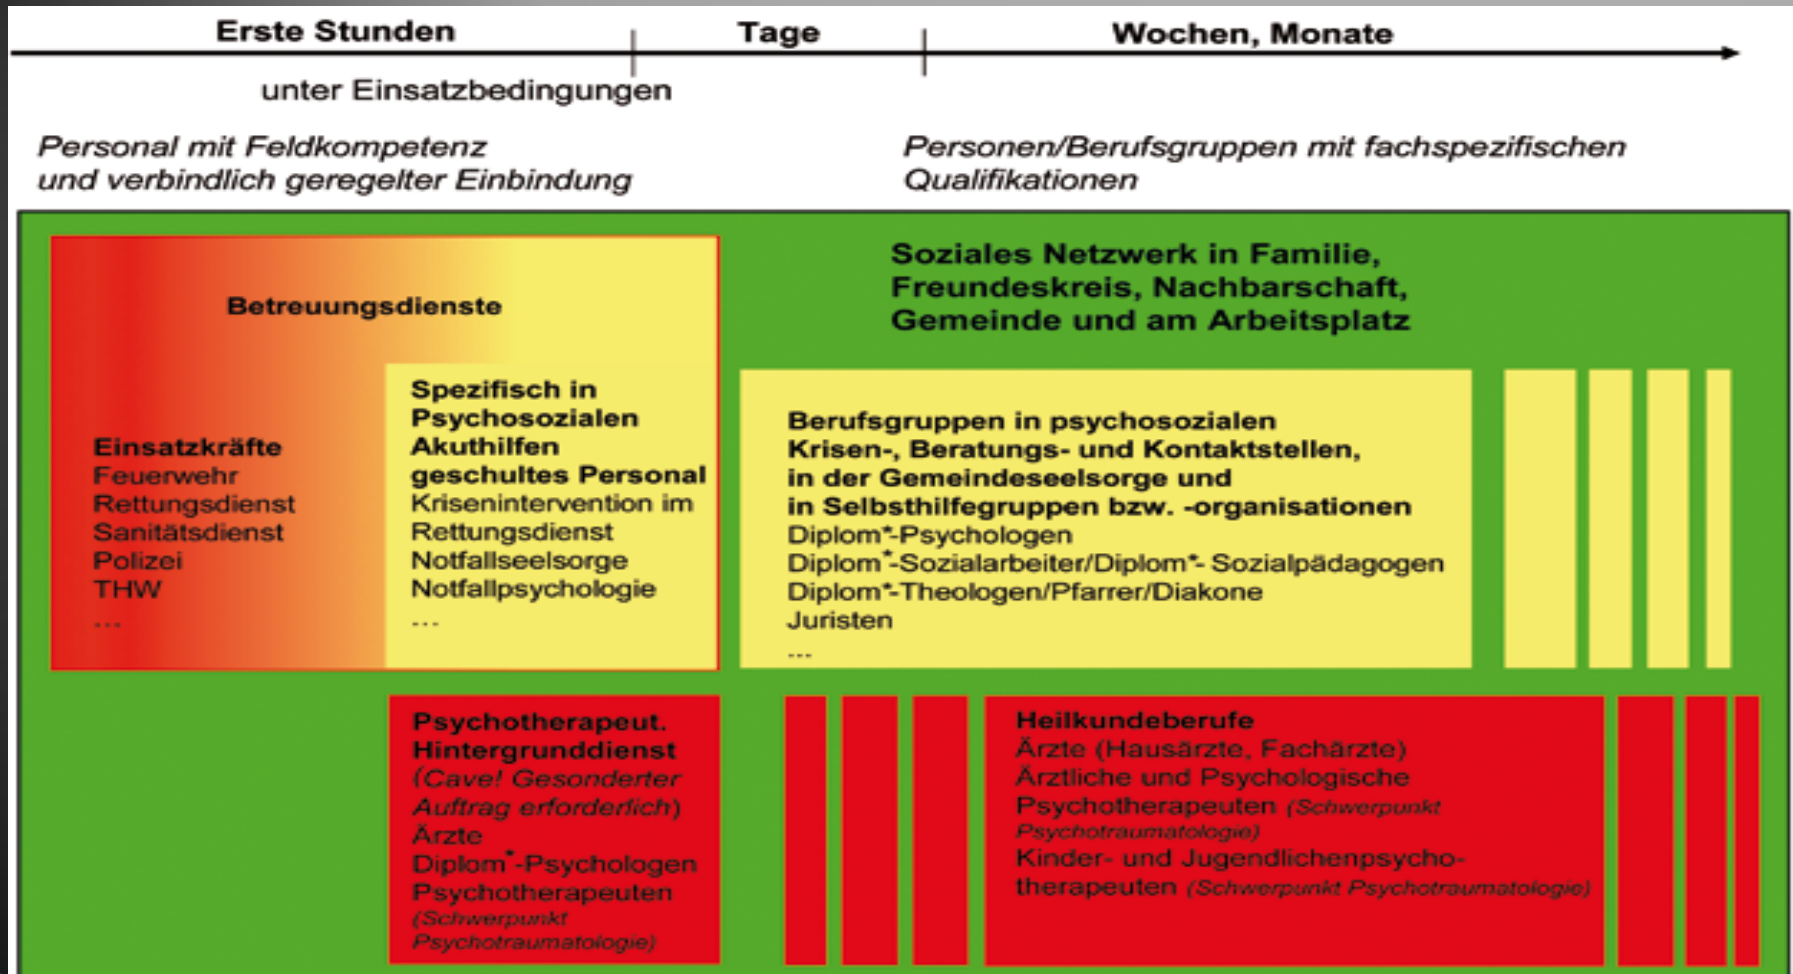 Erste Stunden
Tage
Wochen, Monate
unter Einsatzbedingungen
Personal mit Feldkompetenz
und verbindlich geregelter Einbindung
Personen/Berufsgruppen mit fachspezifischen
Qualifikationen
Betreuungsdienste
Einsatzkräfte
Feuerwehr
Rettungsdienst
Sanitätsdienst
Polizei
THW
...
Spezifisch in
Psychosozialen
Akuthilfen
geschultes Personal
Krisenintervention im
Rettungsdienst
Notfallseelsorge
Notfallpsychologie
...
Soziales Netzwerk in Familie,
Freundeskreis, Nachbarschaft,
Gemeinde und am Arbeitsplatz
Berufsgruppen in psychosozialen
Krisen-, Beratungs- und Kontaktstellen,
in der Gemeindeseelsorge und
in Selbsthilfegruppen bzw. -organisationen
Diplom*-Psychologen
Diplom*-Sozialarbeiter/Diplom*- Sozialpädagogen
Diplom*-Theologen/Pfarrer/Diakone
Juristen
...
Psychotherapeut.
Hintergrunddienst
(Cave! Gesonderter
Auftrag erforderlich)
Ärzte
Diplom*-Psychologen
Psychotherapeuten
(Schwerpunkt
Psychotraumatologie)
Heilkundeberufe
Ärzte (Hausärzte, Fachärzte)
Ärztliche und Psychologische
Psychotherapeuten (Schwerpunkt
Psychotraumatologie)
Kinder- und Jugendlichenpsycho-
therapeuten (Schwerpunkt Psychotraumatologie)